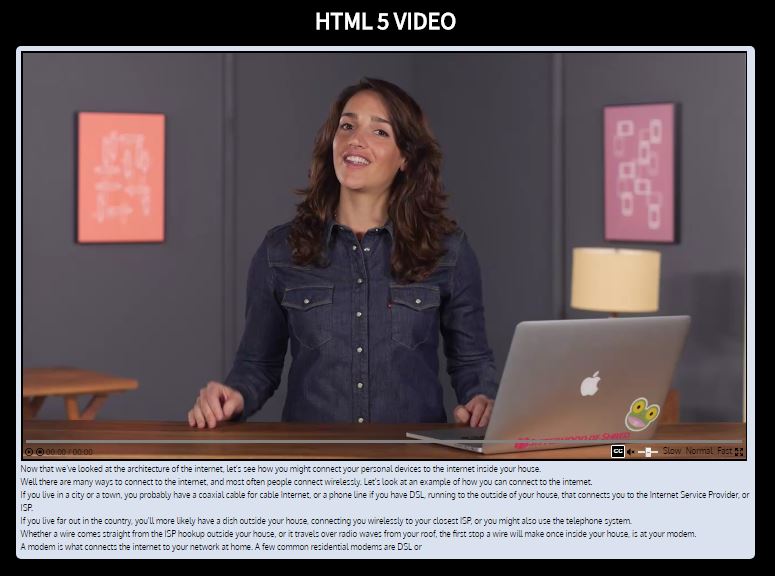 HTML 5 VIDEO
00:00 / 00:00
CC
Slow Normal Fast
Now that we've looked at the architecture of the internet, let's see how you might connect your personal devices to the internet inside your house.
Well there are many ways to connect to the internet, and most often people connect wirelessly. Let's look at an example of how you can connect to the internet.
If you live in a city or a town, you probably have a coaxial cable for cable Internet, or a phone line if you have DSL, running to the outside of your house, that connects you to the Internet Service Provider, or
ISP.
If you live far out in the country, you'll more likely have a dish outside your house, connecting you wirelessly to your closest ISP, or you might also use the telephone system.
Whether a wire comes straight from the ISP hookup outside your house, or it travels over radio waves from your roof, the first stop a wire will make once inside your house, is at your modem.
A modem is what connects the internet to your network at home. A few common residential modems are DSL or